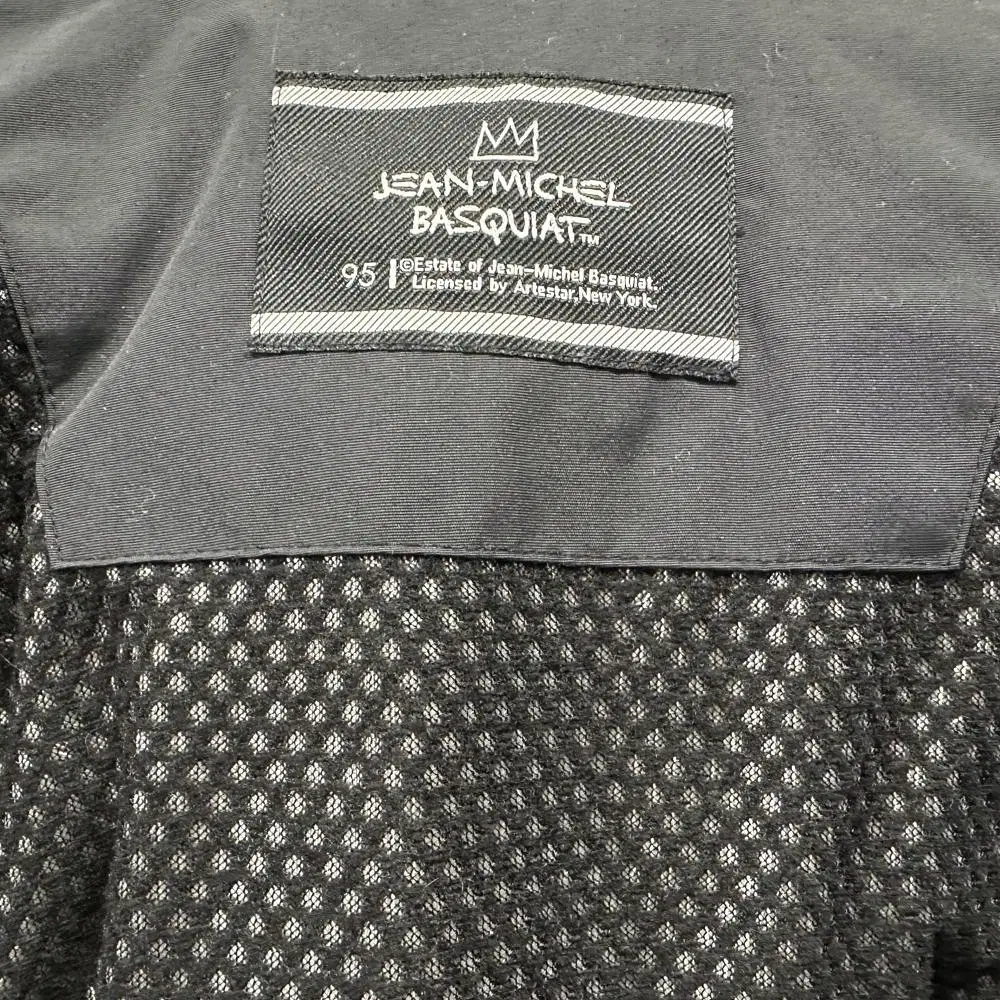 JEAN-MICHEL
BASQUIAT™
95 | ©Estate of Jean-Michel Basquiat.
Licensed by Artestar, New York.